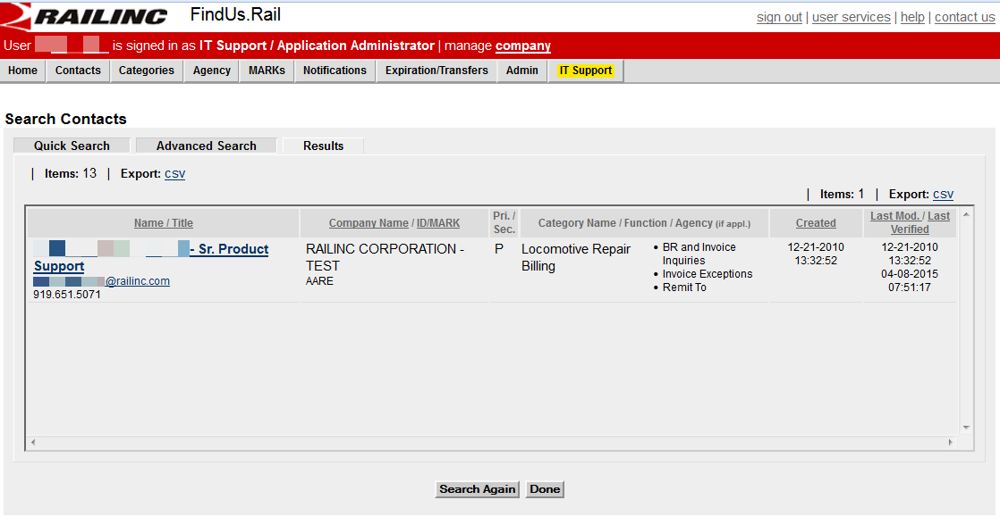 RAILINC FindUs.Rail
sign out | user services | help | contact us
User is signed in as IT Support / Application Administrator | manage company
Home Contacts Categories Agency MARKs Notifications Expiration/Transfers Admin IT Support
Search Contacts
Quick Search Advanced Search Results
| Items: 13 | Export: CSV
| Items: 1 | Export: CSV
Name / Title
Company Name / ID/MARK
Pri. /
Sec.
Category Name / Function / Agency (if appl.)
Created
Last Mod. / Last
Verified
- Sr. Product
Support
@railinc.com
919.651.5071
RAILINC CORPORATION -
TEST
AARE
P
Locomotive Repair
Billing
• BR and Invoice
Inquiries
• Invoice Exceptions
• Remit To
12-21-2010
13:32:52
12-21-2010
13:32:52
04-08-2015
07:51:17
Search Again Done